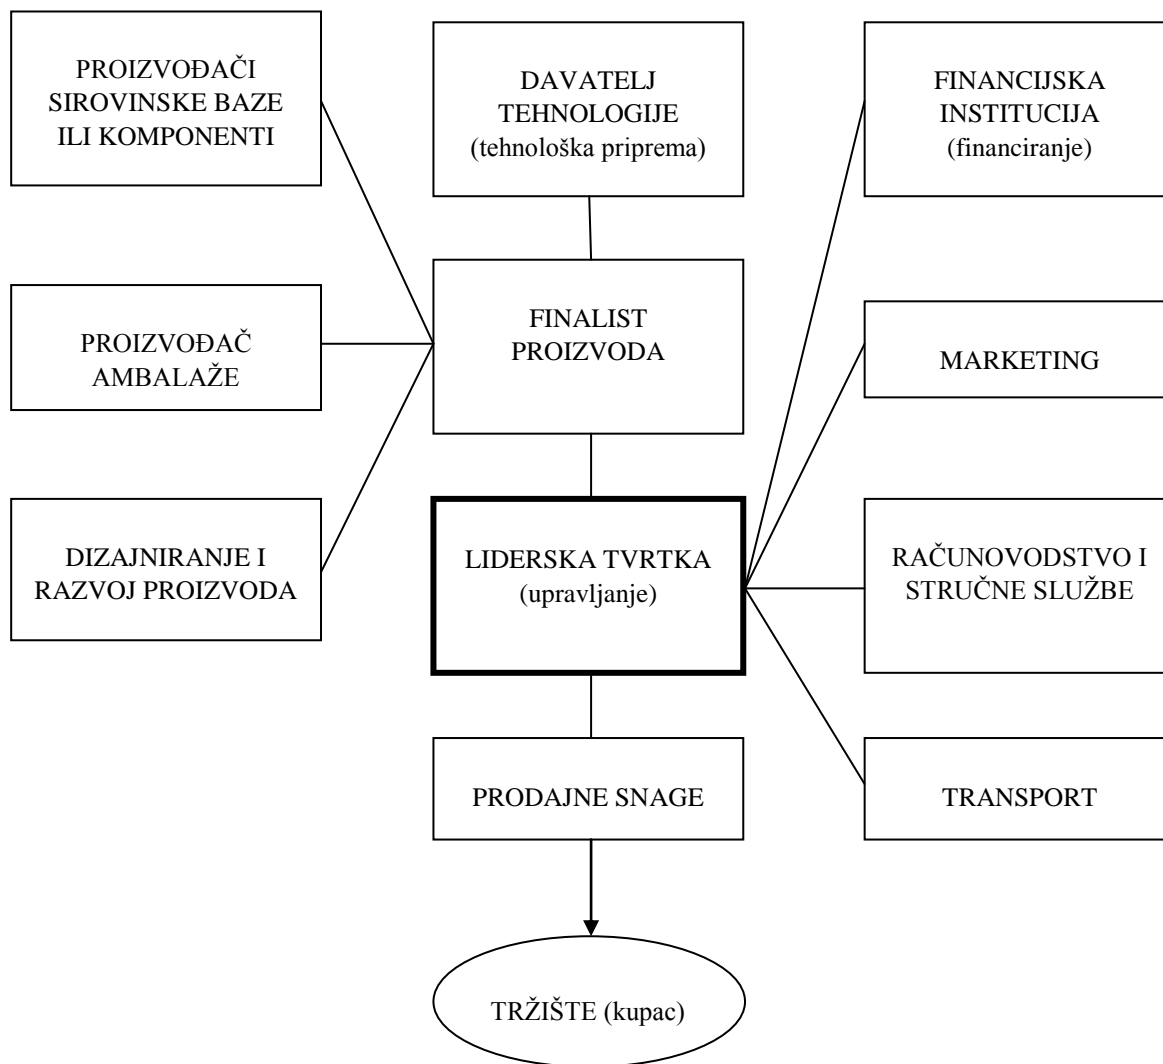 PROIZVOĐAČI
SIROVINSKE BAZE
ILI KOMPONENTI
DAVATELJ
TEHNOLOGIJE
(tehnološka priprema)
FINANCIJSKA
INSTITUCIJA
(financiranje)
PROIZVOĐAČ
AMBALAŽE
FINALIST
PROIZVODA
MARKETING
DIZAJNIRANJE I
RAZVOJ PROIZVODA
LIDERSKA TVRTKA
(upravljanje)
RAČUNOVODSTVO I
STRUČNE SLUŽBE
PRODAJNE SNAGE
TRANSPORT
TRŽIŠTE (kupac)